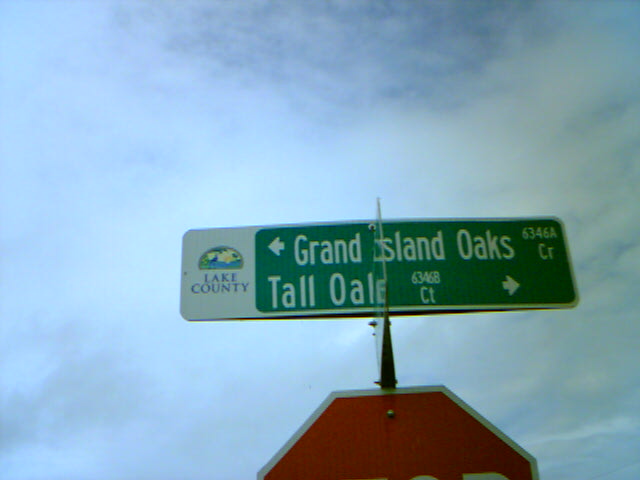 Grand Island Oaks 6346A Cr
LAKE COUNTY
Tall Oak 6346B Ct